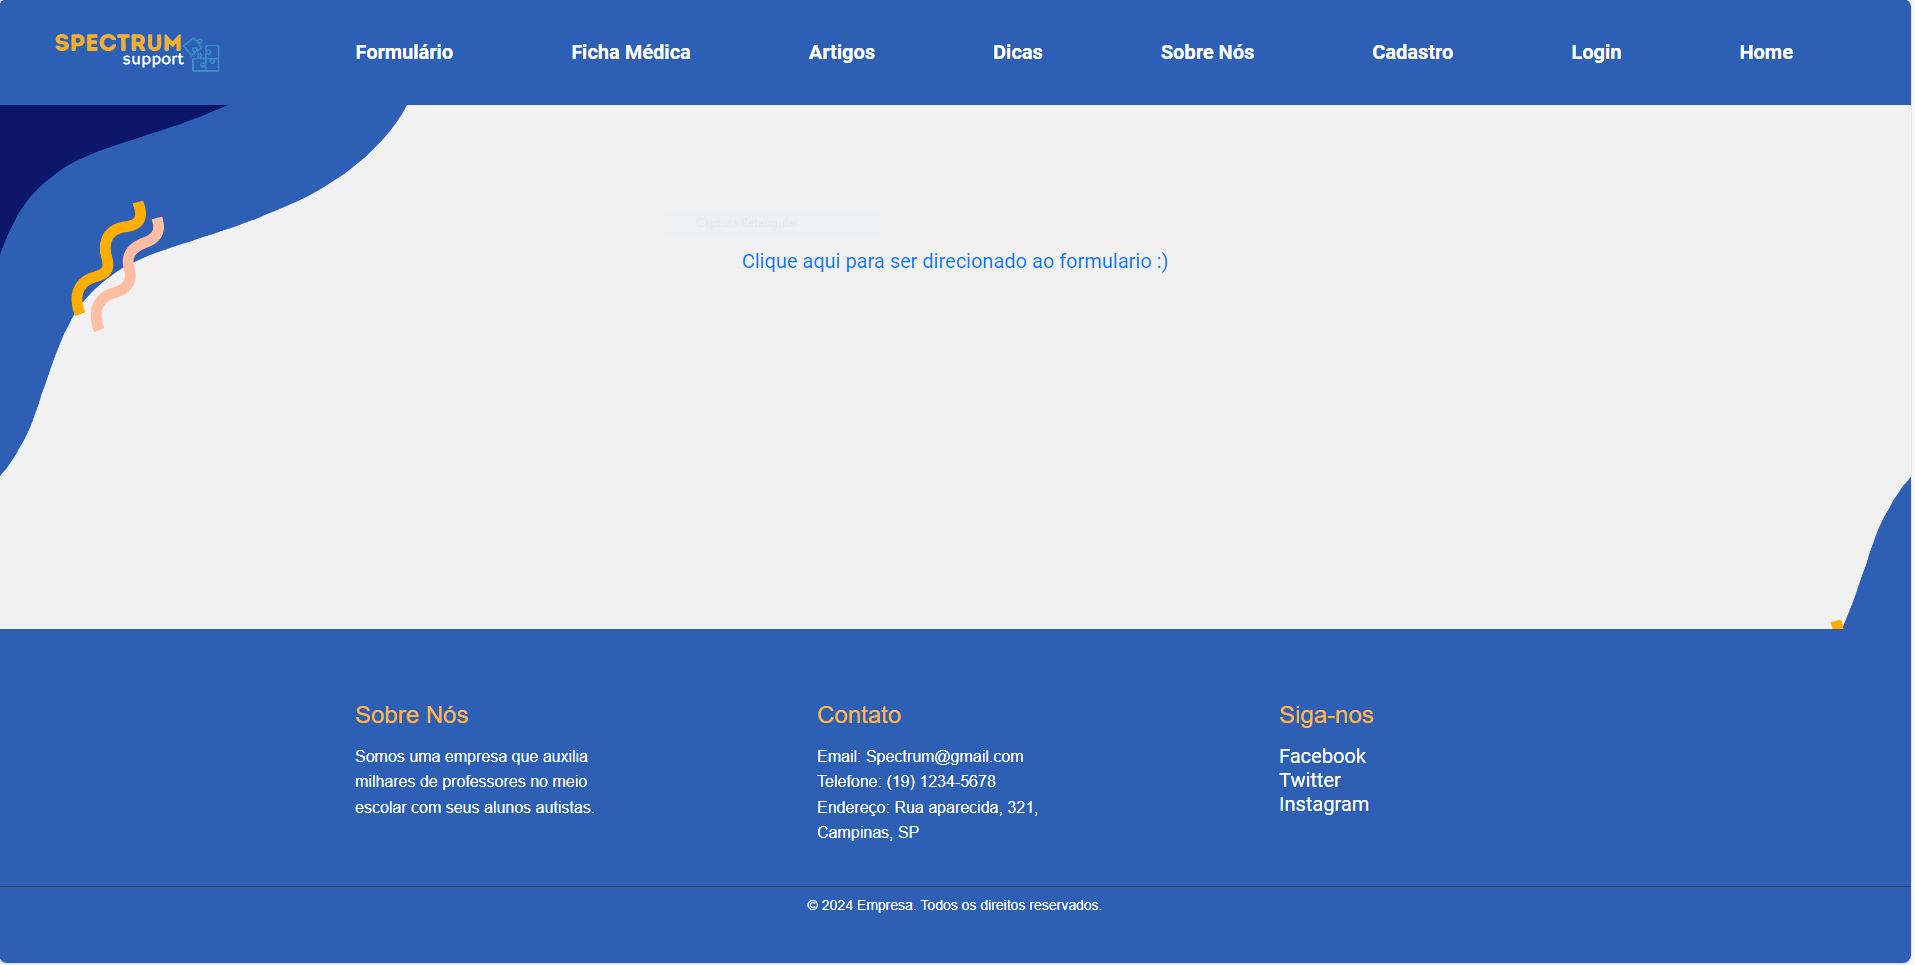 SPECTRUM
support
Formulário Ficha Médica Artigos Dicas Sobre Nós Cadastro Login Home
Captura Retangular
Clique aqui para ser direcionado ao formulario :)
Sobre Nós
Somos uma empresa que auxilia
milhares de professores no meio
escolar com seus alunos autistas.
Contato
Email: Spectrum@gmail.com
Telefone: (19) 1234-5678
Endereço: Rua aparecida, 321,
Campinas, SP
Siga-nos
Facebook
Twitter
Instagram
© 2024 Empresa. Todos os direitos reservados.